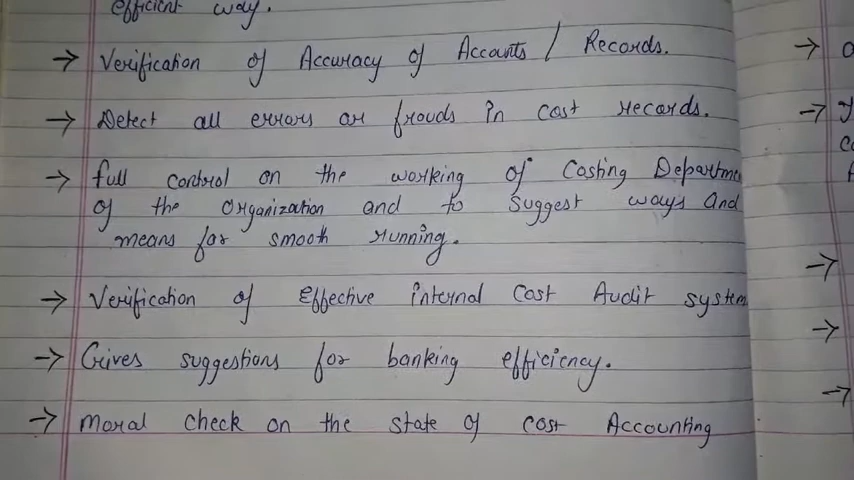 efficient way.
→ Verification of Accuracy of Accounts / Records.
→ Detect all errors or frouds in cost records.
→ full control on the working of Costing Departme
of the Organization and to suggest ways and
means for smooth running.
→ Verification of Effective internal Cost Audit system
→ Gives suggestions for banking efficiency.
→ Moral check on the state of cost Accounting